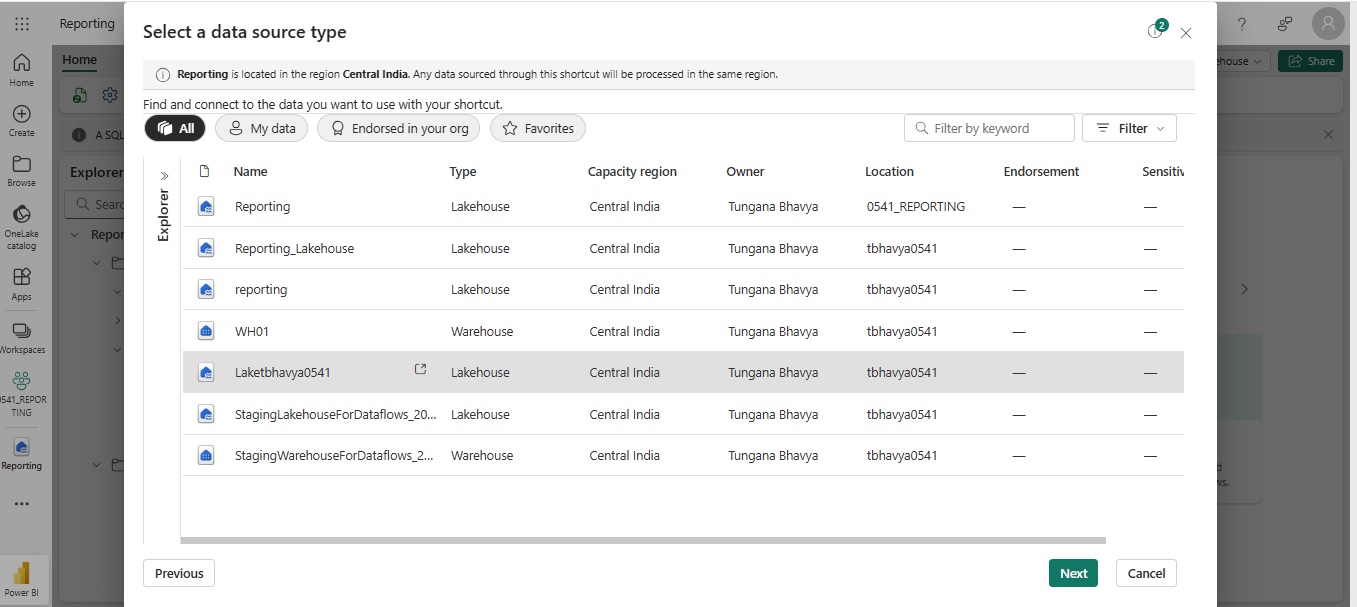 Reporting
Select a data source type
2
?
Home
Create
Browse
OneLake
catalog
Apps
Workspaces
0541_REPOR
TING
Reporting
Power BI
Home
Share
A SQL
Explorer
Reporting is located in the region Central India. Any data sourced through this shortcut will be processed in the same region.
Find and connect to the data you want to use with your shortcut.
All My data Endorsed in your org Favorites Filter by keyword Filter
Explorer
Name Type Capacity region Owner Location Endorsement Sensitiv
Reporting Lakehouse Central India Tungana Bhavya 0541_REPORTING — —
Reporting_Lakehouse Lakehouse Central India Tungana Bhavya tbhavya0541 — —
reporting Lakehouse Central India Tungana Bhavya tbhavya0541 — —
WH01 Warehouse Central India Tungana Bhavya tbhavya0541 — —
Laketbhavya0541 Lakehouse Central India Tungana Bhavya tbhavya0541 — —
StagingLakehouseForDataflows_20... Lakehouse Central India Tungana Bhavya tbhavya0541 — —
StagingWarehouseForDataflows_2... Warehouse Central India Tungana Bhavya tbhavya0541 — —
Previous Next Cancel